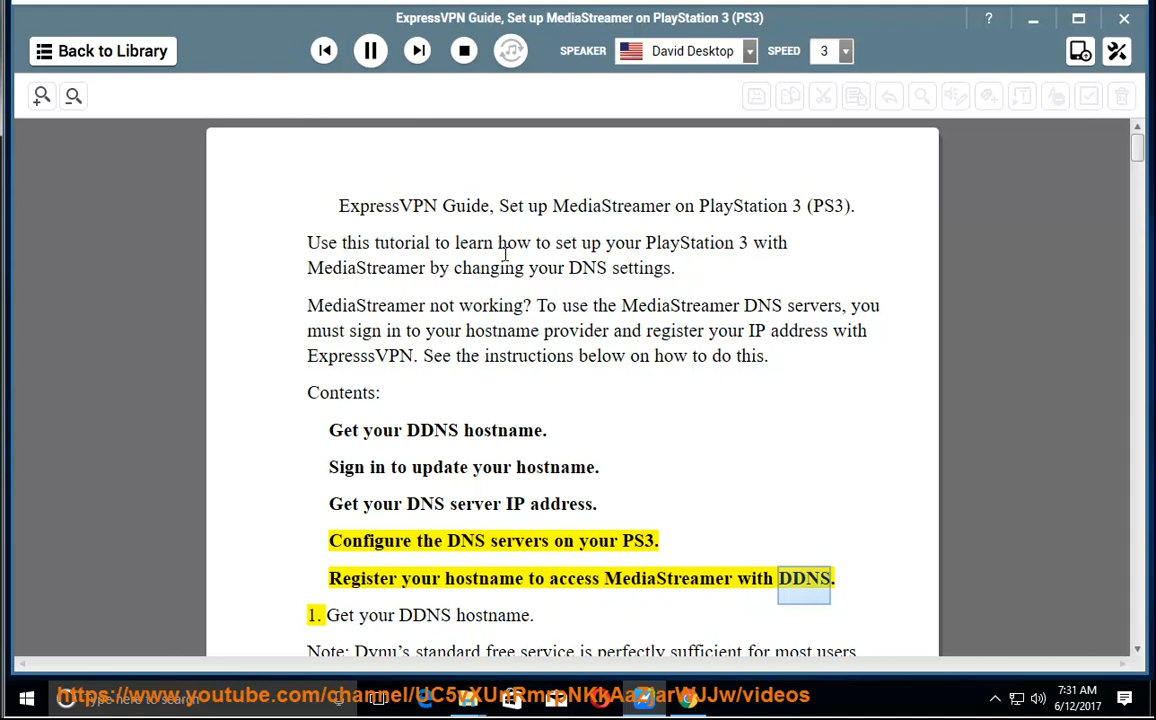 ExpressVPN Guide, Set up MediaStreamer on PlayStation 3 (PS3)
?
Back to Library
SPEAKER
David Desktop
SPEED
3
ExpressVPN Guide, Set up MediaStreamer on PlayStation 3 (PS3).
Use this tutorial to learn how to set up your PlayStation 3 with
MediaStreamer by changing your DNS settings.
MediaStreamer not working? To use the MediaStreamer DNS servers, you
must sign in to your hostname provider and register your IP address with
ExpresssVPN. See the instructions below on how to do this.
Contents:
Get your DDNS hostname.
Sign in to update your hostname.
Get your DNS server IP address.
Configure the DNS servers on your PS3.
Register your hostname to access MediaStreamer with DDNS.
1. Get your DDNS hostname.
Note: Dynu's standard free service is perfectly sufficient for most users
Type here to search
7:31 AM
6/12/2017